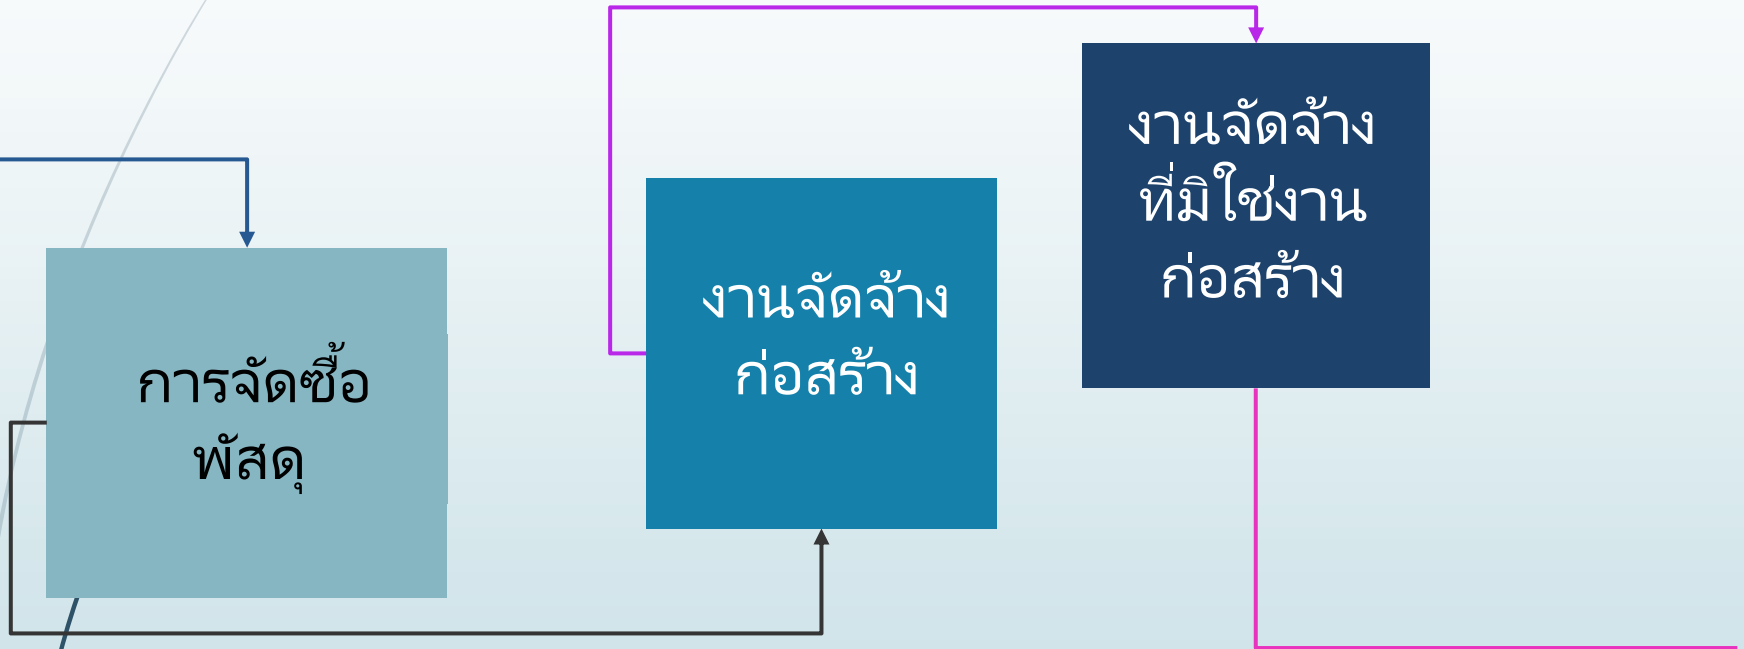 การจัดซื้อ
พัสดุ
งานจัดจ้าง
ก่อสร้าง
งานจัดจ้าง
ที่มิใช่งาน
ก่อสร้าง